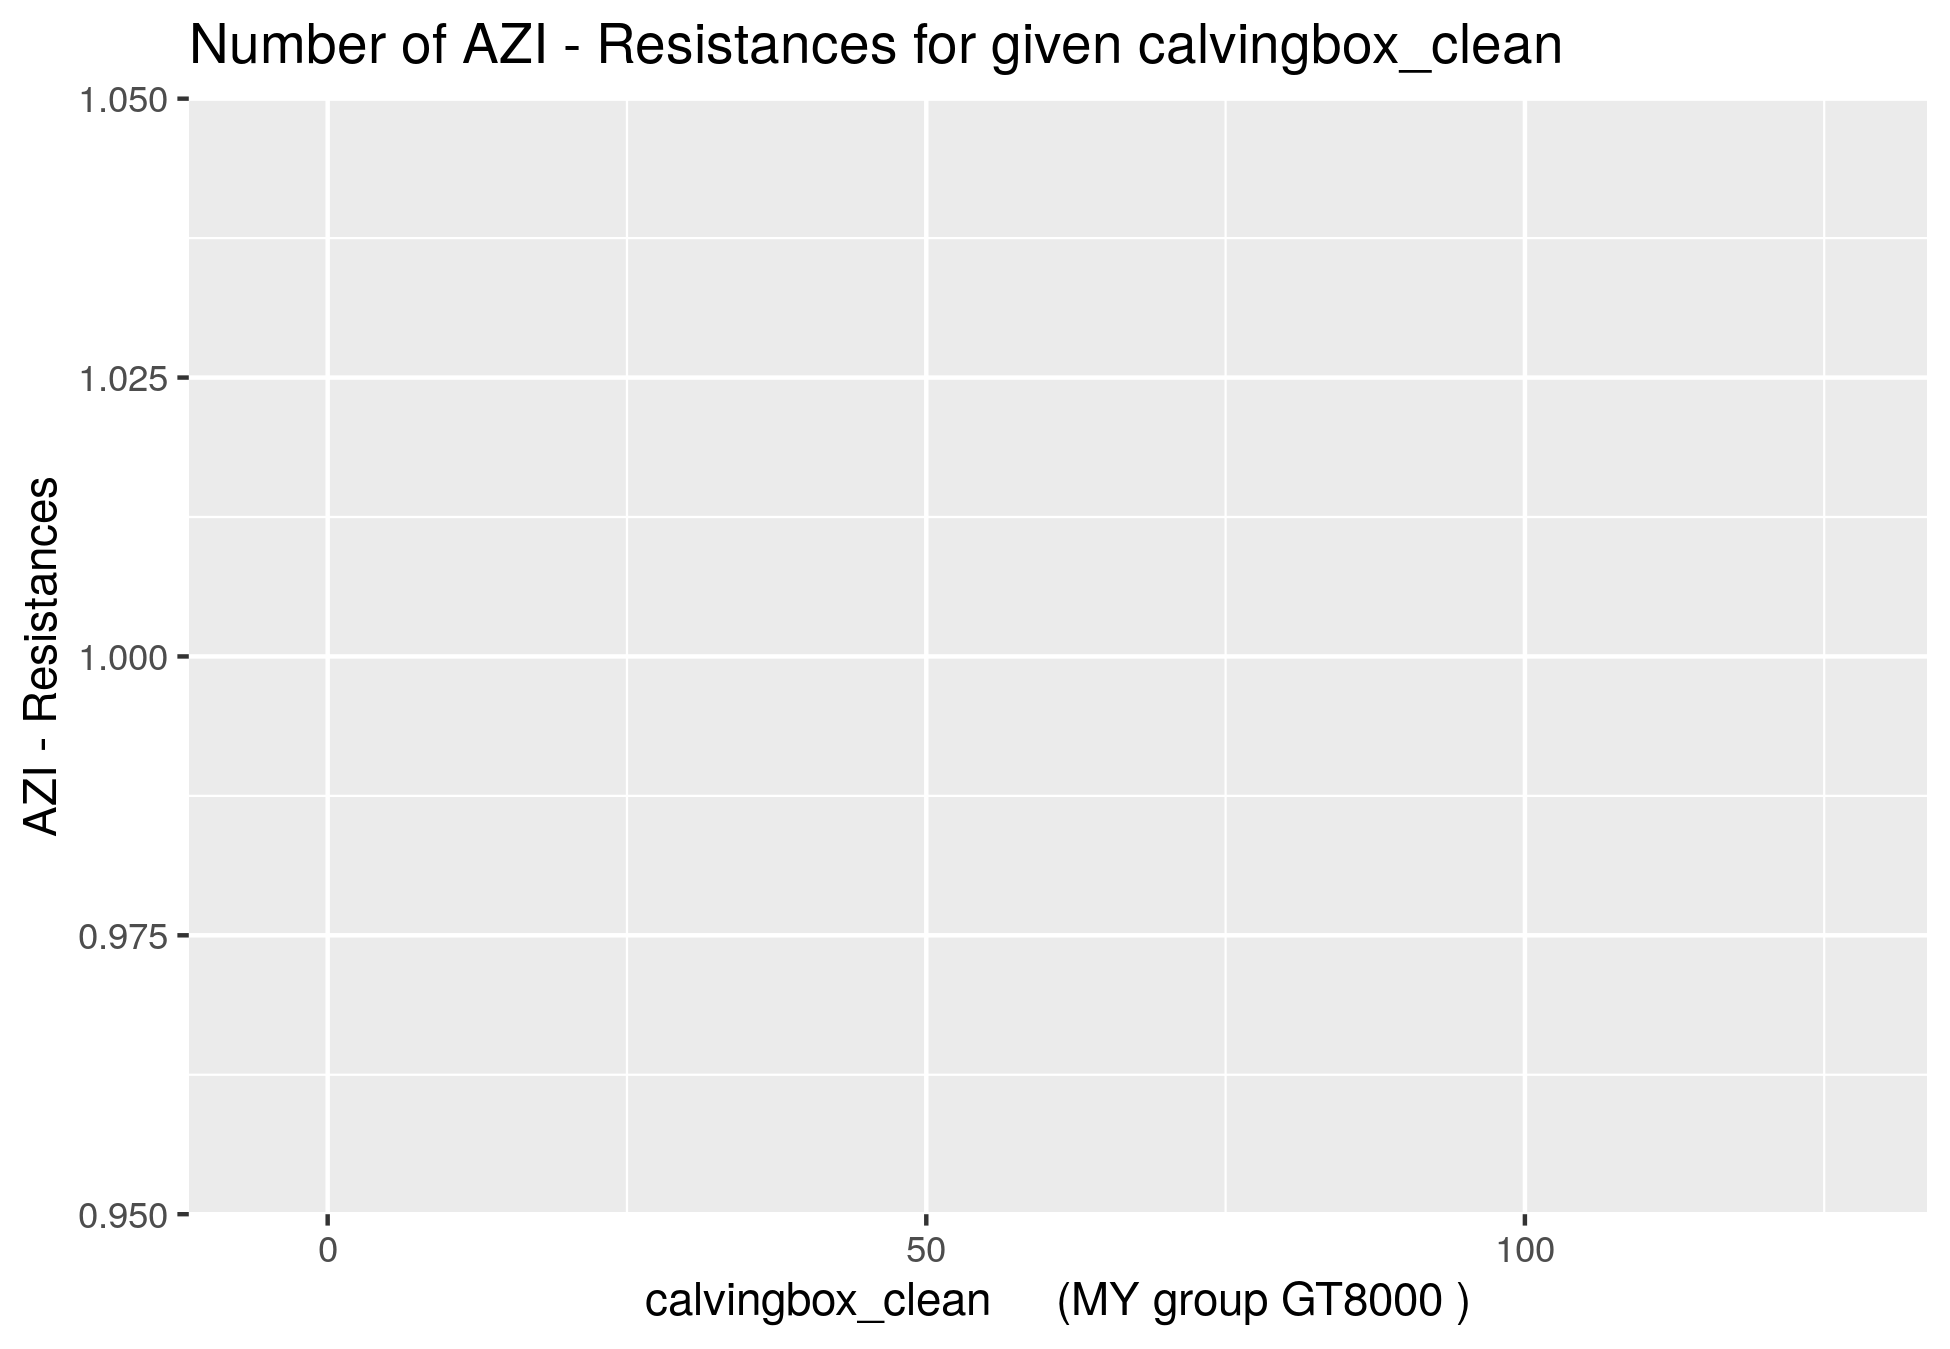 Number of AZI - Resistances for given calvingbox_clean
1.050
1.025
1.000
0.975
0.950
AZI - Resistances
0 50 100
calvingbox_clean (MY group GT8000 )